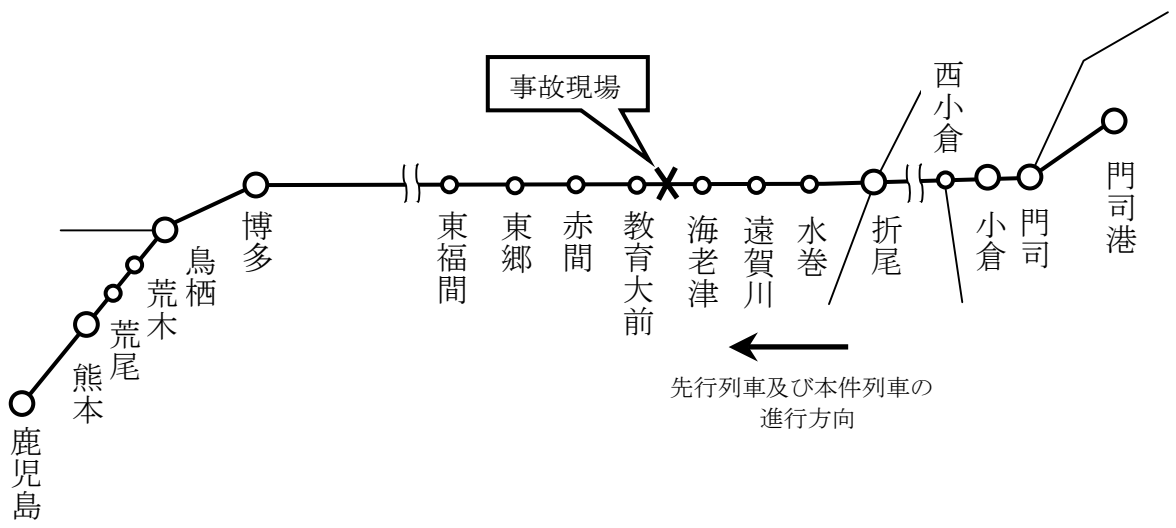 事故現場
鹿児島
熊本
荒尾
荒木
鳥栖
博多
東福間
東郷
赤間
教育大前
海老津
遠賀川
水巻
折尾
西小倉
小倉
門司
門司港
先行列車及び本件列車の
進行方向